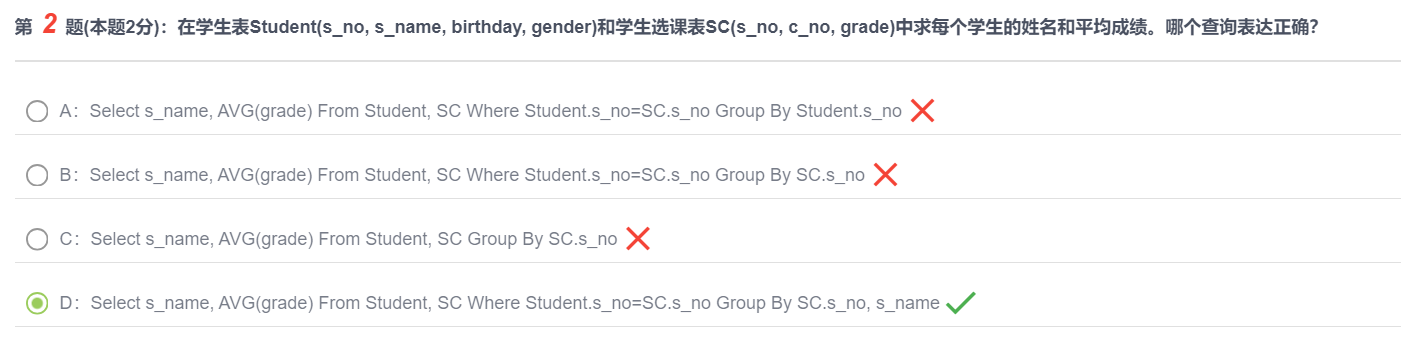 第 2 题(本题2分)：在学生表Student(s_no, s_name, birthday, gender)和学生选课表SC(s_no, c_no, grade)中求每个学生的姓名和平均成绩。哪个查询表达正确?
A：Select s_name, AVG(grade) From Student, SC Where Student.s_no=SC.s_no Group By Student.s_no
B：Select s_name, AVG(grade) From Student, SC Where Student.s_no=SC.s_no Group By SC.s_no
C：Select s_name, AVG(grade) From Student, SC Group By SC.s_no
D：Select s_name, AVG(grade) From Student, SC Where Student.s_no=SC.s_no Group By SC.s_no, s_name